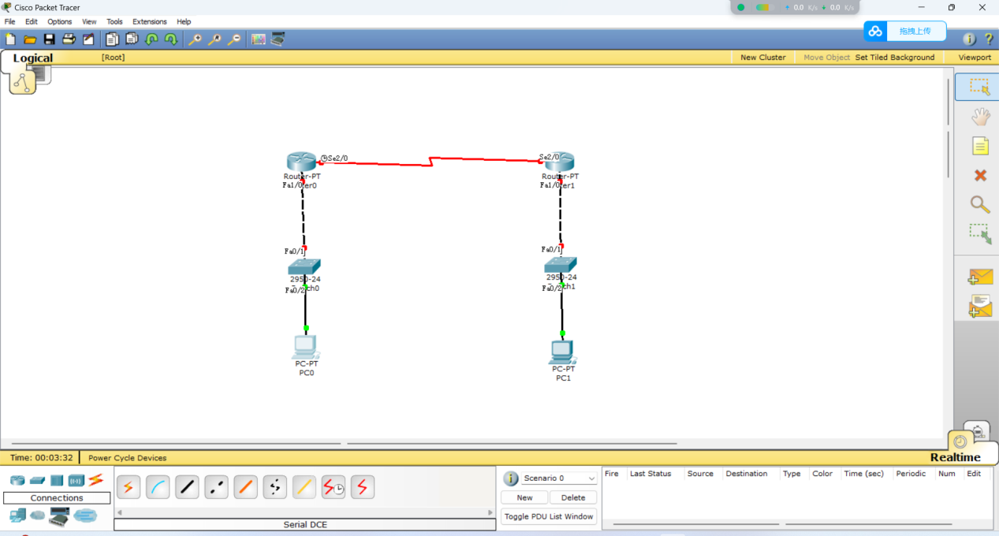 Cisco Packet Tracer
0.0 K/s 0.0 K/s
File Edit Options View Tools Extensions Help
拖拽上传
Logical [Root] New Cluster Move Object Set Tiled Background Viewport
Se2/0 Se2/0
Router-PT Router-PT
Fa1/0 er0 Fa1/0 er1
Fa0/1 Fa0/1
2950-24 2950-24
Fa0/2 ch0 Fa0/2 ch1
PC-PT PC-PT
PC0 PC1
Time: 00:03:32 Power Cycle Devices Realtime
Scenario 0 Fire Last Status Source Destination Type Color Time (sec) Periodic Num Edit
Connections New Delete
Toggle PDU List Window
Serial DCE